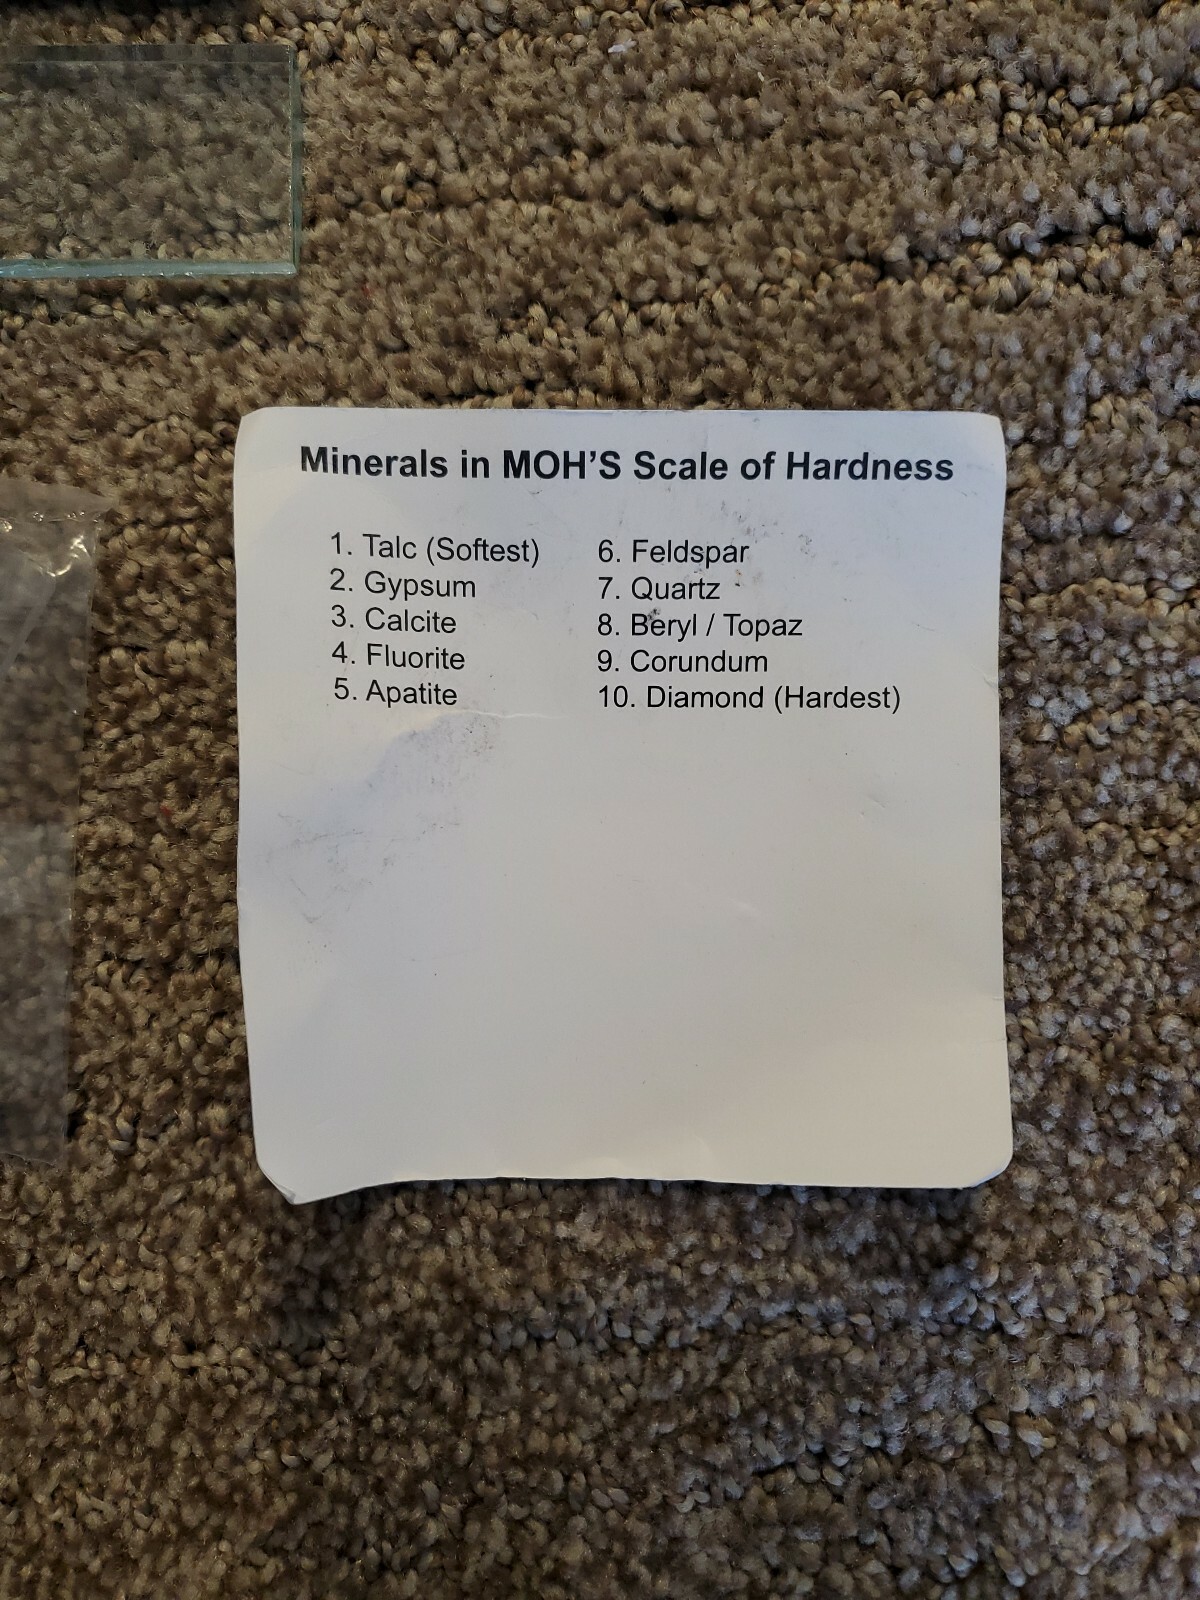 Minerals in MOH'S Scale of Hardness
1. Talc (Softest)
2. Gypsum
3. Calcite
4. Fluorite
5. Apatite
6. Feldspar
7. Quartz
8. Beryl / Topaz
9. Corundum
10. Diamond (Hardest)